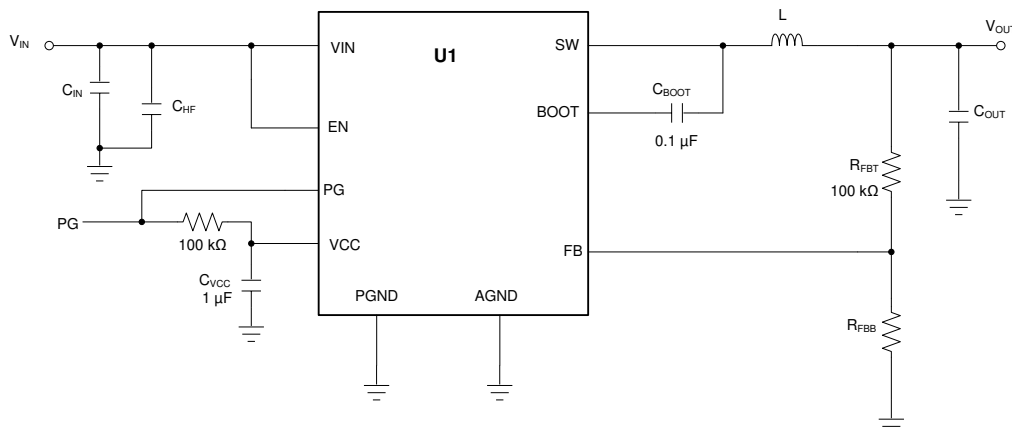 L
VIN
VOUT
VIN
U1
SW
CIN
CHF
CBOOT
BOOT
0.1 µF
COUT
EN
RFBT
100 kΩ
PG
PG
100 kΩ
VCC
FB
CVCC
1 µF
PGND
AGND
RFBB